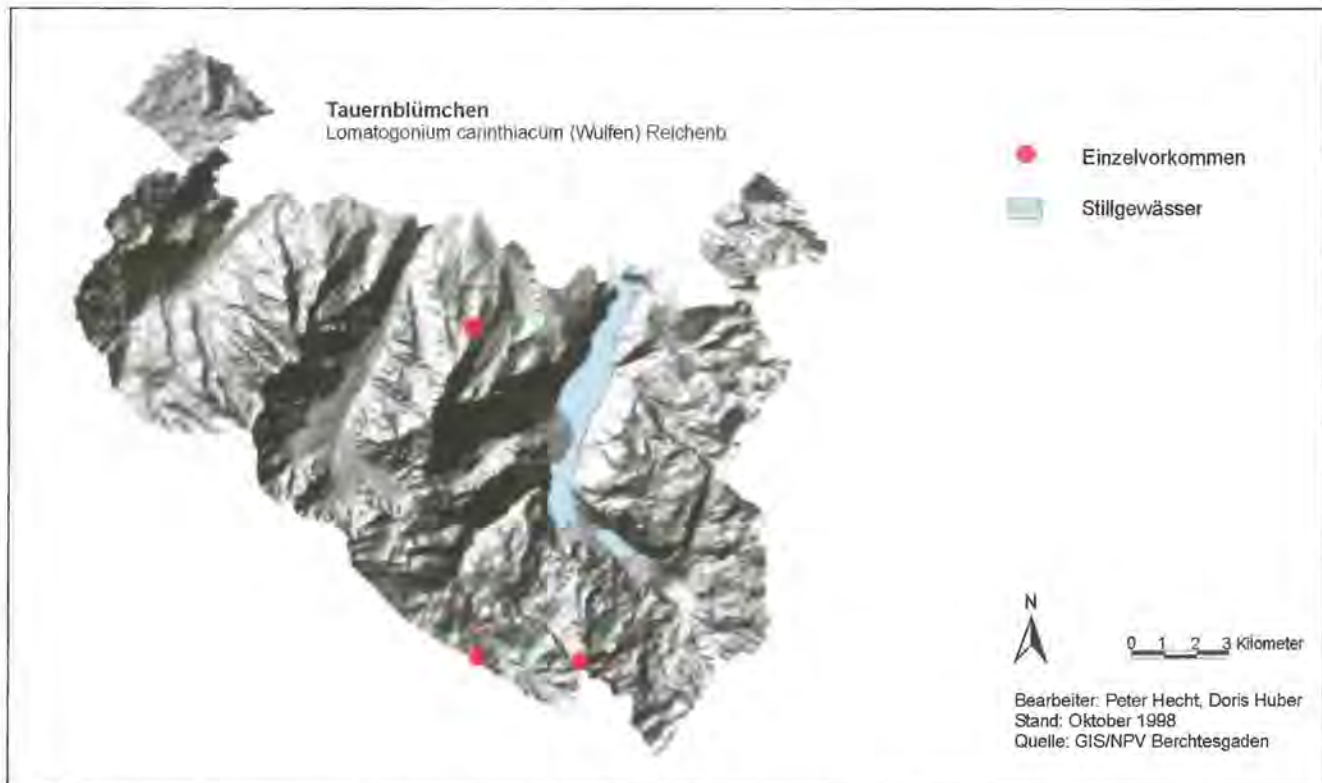 Tauernblümchen
Lomatogonium carinthiacum (Wulfen) Reichenb.
Einzelvorkommen
Stillgewässer
N
0 1 2 3 Kilometer
Bearbeiter: Peter Hecht, Doris Huber
Stand: Oktober 1998
Quelle: GIS/NPV Berchtesgaden